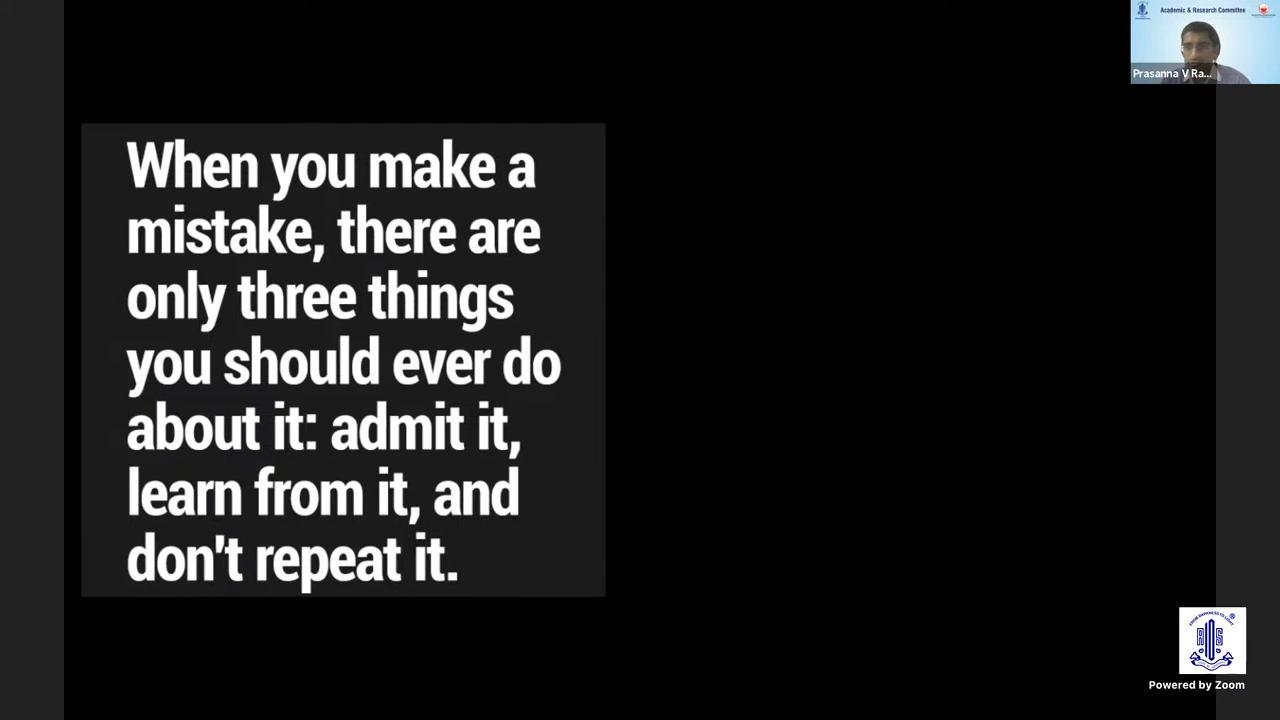 Academic & Research Committee
Prasanna V Ra...
When you make a
mistake, there are
only three things
you should ever do
about it: admit it,
learn from it, and
don't repeat it.
AIOS
Powered by Zoom